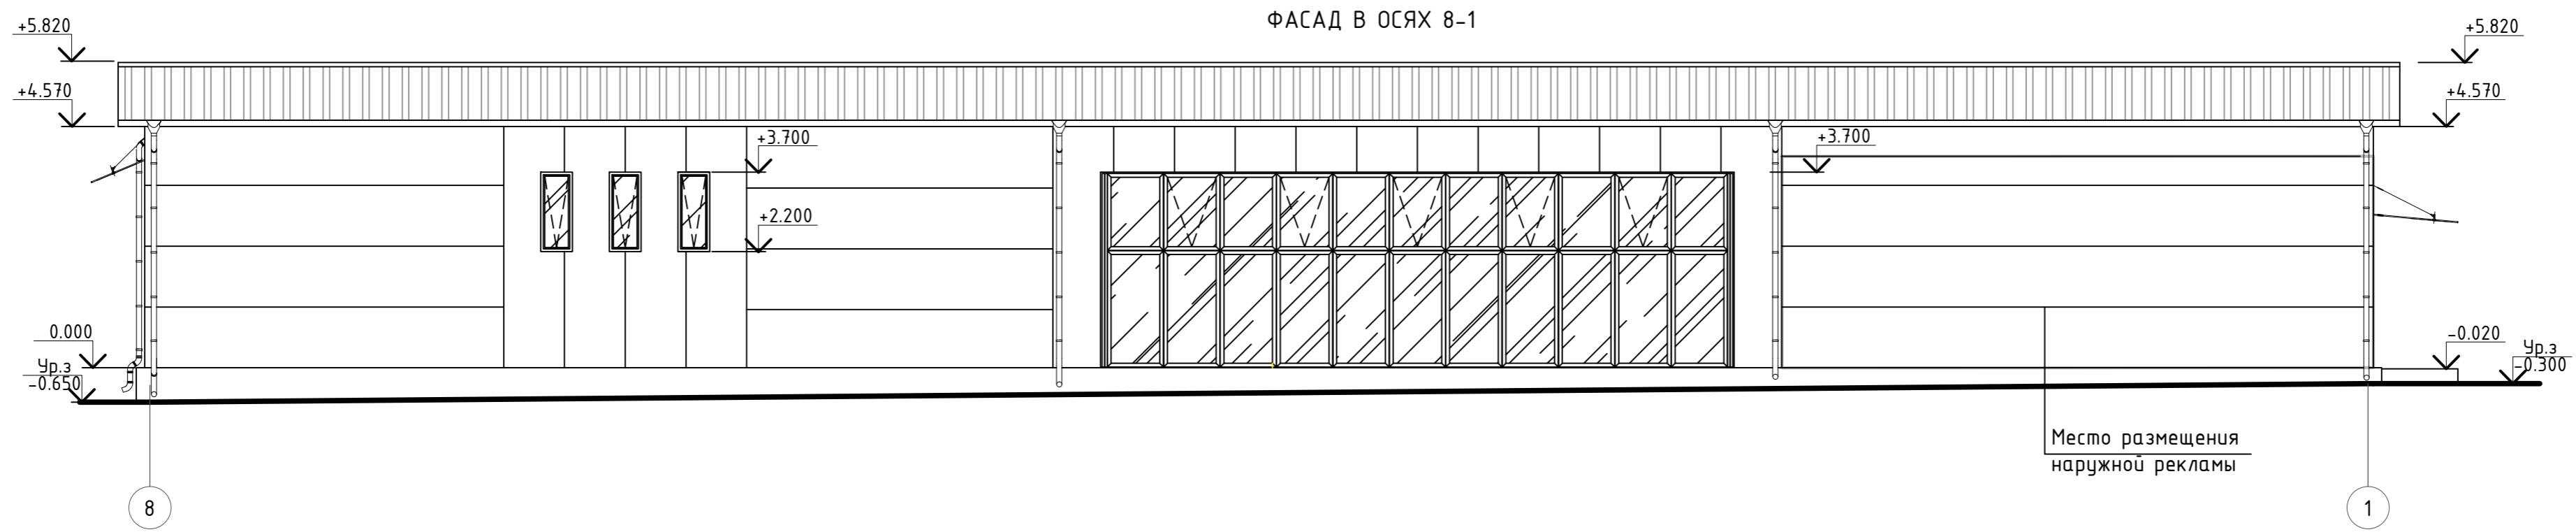 ФАСАД В ОСЯХ 8-1
+5.820
+5.820
+4.570
+4.570
+3.700
+3.700
+2.200
0.000
-0.020
Ур.з
-0.650
Ур.з
-0.300
Место размещения
наружной рекламы
8
1